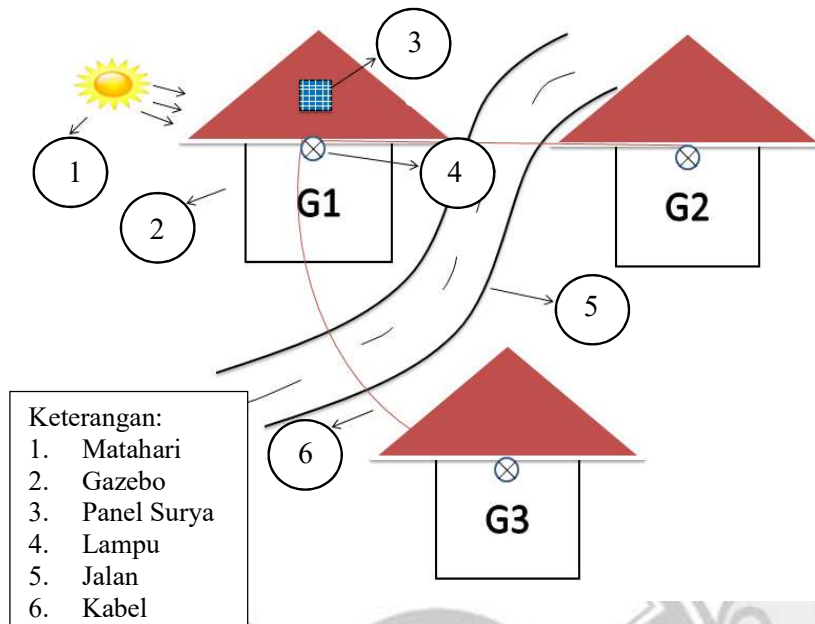 3
1
4
G1
G2
2
5
6
G3
Keterangan:
1. Matahari
2. Gazebo
3. Panel Surya
4. Lampu
5. Jalan
6. Kabel